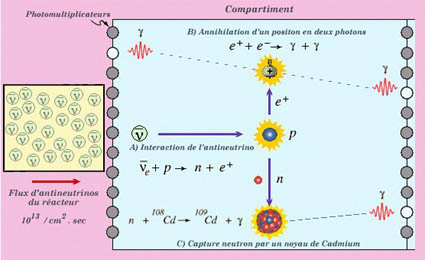 Compartiment
Photomultiplicateurs
B) Annihilation d'un positon en deux photons
e⁺ + e⁻ → γ + γ
γ
γ
e⁺
ν̄
p
A) Interaction de l'antineutrino
ν̄ₑ + p → n + e⁺
n
Flux d'antineutrinos
du réacteur
10¹³ /cm² . sec
n + ¹⁰⁸Cd → ¹⁰⁹Cd + γ
γ
C) Capture neutron par un noyau de Cadmium